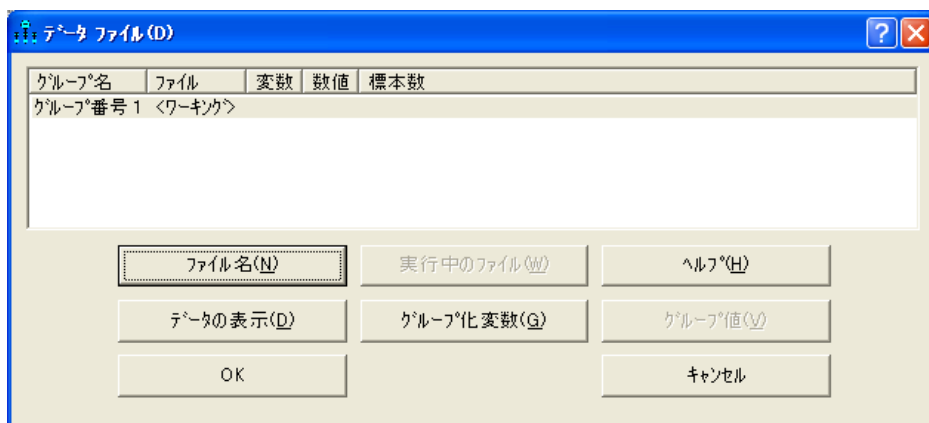 ﾃﾞｰﾀ ﾌｧｲﾙ(D)
ｸﾞﾙｰﾌﾟ名 ﾌｧｲﾙ 変数 数値 標本数
ｸﾞﾙｰﾌﾟ番号 1 <ﾜｰｷﾝｸﾞ>
ﾌｧｲﾙ名(N) 実行中のﾌｧｲﾙ(W) ﾍﾙﾌﾟ(H)
ﾃﾞｰﾀの表示(D) ｸﾞﾙｰﾌﾟ化変数(G) ｸﾞﾙｰﾌﾟ値(V)
OK ｷｬﾝｾﾙ